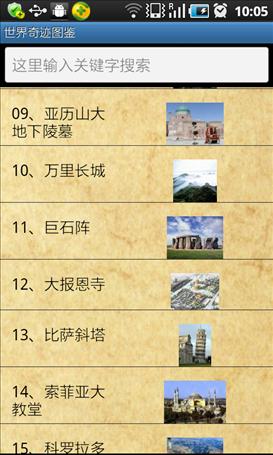 10:05
世界奇迹图鉴
这里输入关键字搜索
09、亚历山大
地下陵墓
10、万里长城
11、巨石阵
12、大报恩寺
13、比萨斜塔
14、索菲亚大
教堂
15、科罗拉多